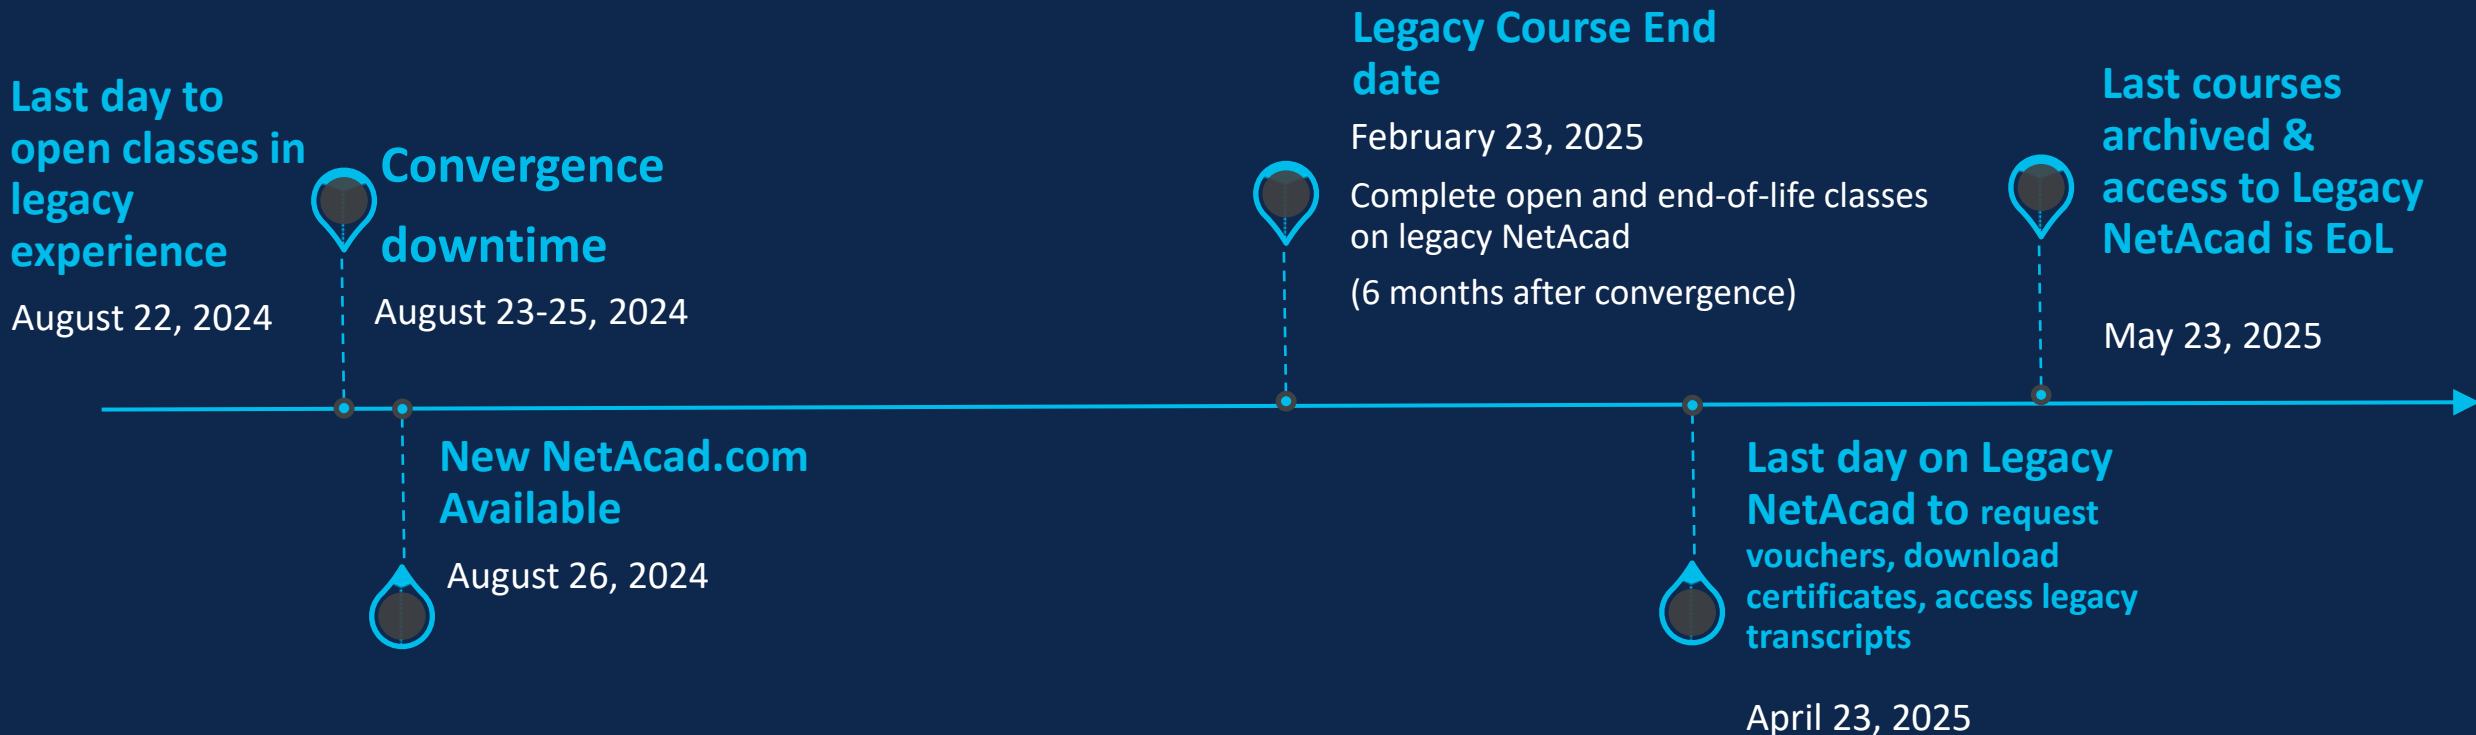 Last day to
open classes in
legacy
experience
August 22, 2024
Convergence
downtime
August 23-25, 2024
New NetAcad.com
Available
August 26, 2024
Legacy Course End
date
February 23, 2025
Complete open and end-of-life classes
on legacy NetAcad
(6 months after convergence)
Last day on Legacy
NetAcad to request
vouchers, download
certificates, access legacy
transcripts
April 23, 2025
Last courses
archived &
access to Legacy
NetAcad is EoL
May 23, 2025